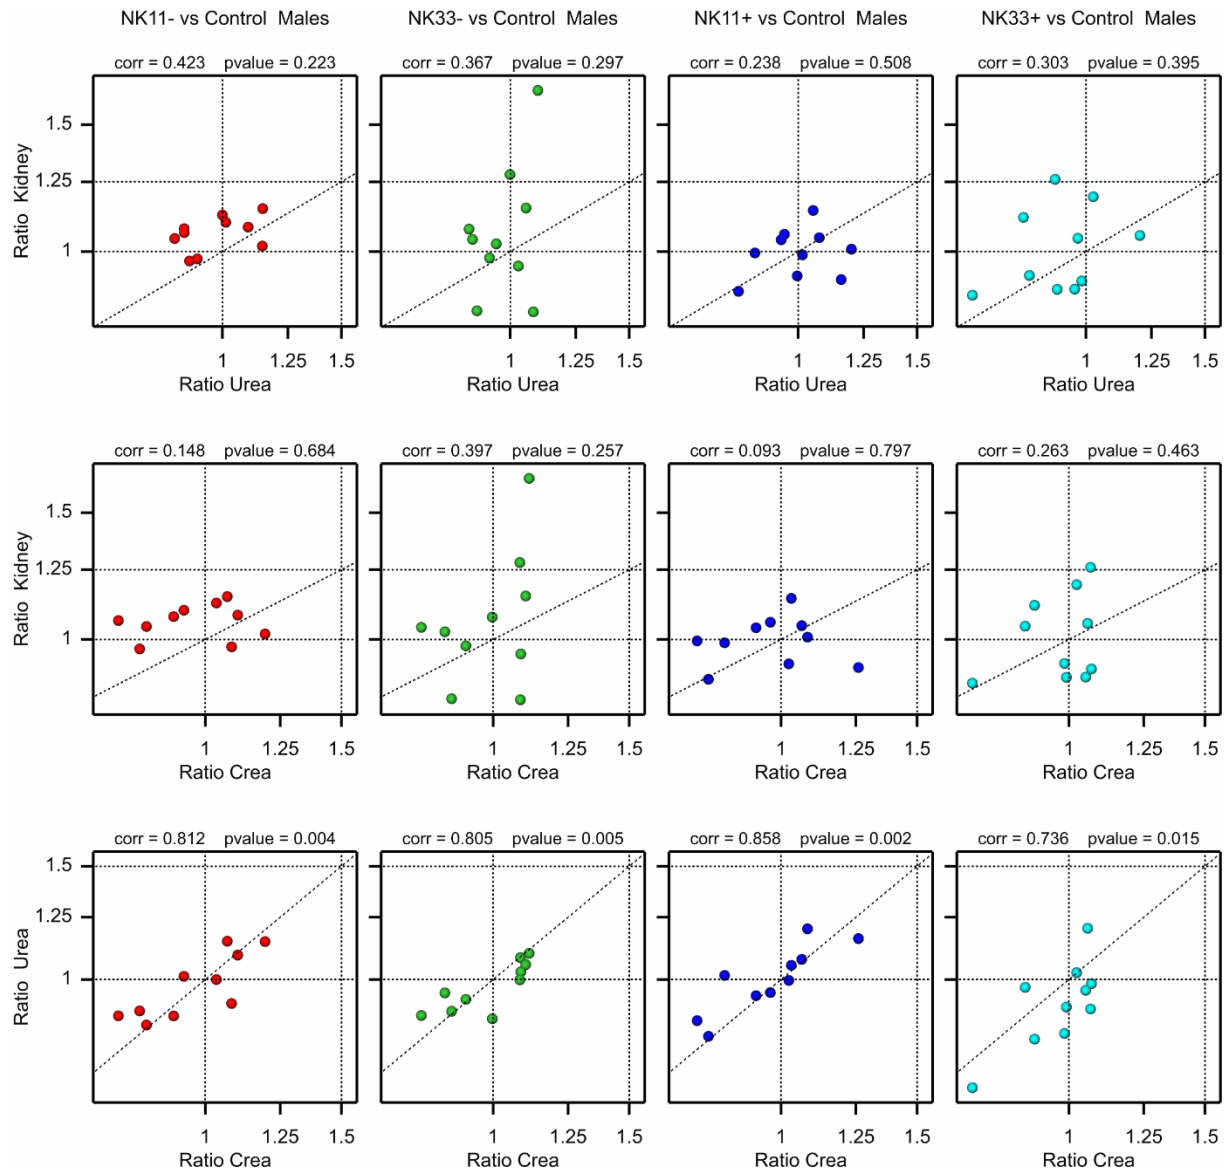 NK11- vs Control Males NK33- vs Control Males NK11+ vs Control Males NK33+ vs Control Males
corr = 0.423 pvalue = 0.223 corr = 0.367 pvalue = 0.297 corr = 0.238 pvalue = 0.508 corr = 0.303 pvalue = 0.395
1.5
1.25
1
Ratio Kidney
1 1.25 1.5 1 1.25 1.5 1 1.25 1.5 1 1.25 1.5
Ratio Urea Ratio Urea Ratio Urea Ratio Urea
corr = 0.148 pvalue = 0.684 corr = 0.397 pvalue = 0.257 corr = 0.093 pvalue = 0.797 corr = 0.263 pvalue = 0.463
1.5
1.25
1
Ratio Kidney
1 1.25 1.5 1 1.25 1.5 1 1.25 1.5 1 1.25 1.5
Ratio Crea Ratio Crea Ratio Crea Ratio Crea
corr = 0.812 pvalue = 0.004 corr = 0.805 pvalue = 0.005 corr = 0.858 pvalue = 0.002 corr = 0.736 pvalue = 0.015
1.5
1.25
1
Ratio Urea
1 1.25 1.5 1 1.25 1.5 1 1.25 1.5 1 1.25 1.5
Ratio Crea Ratio Crea Ratio Crea Ratio Crea